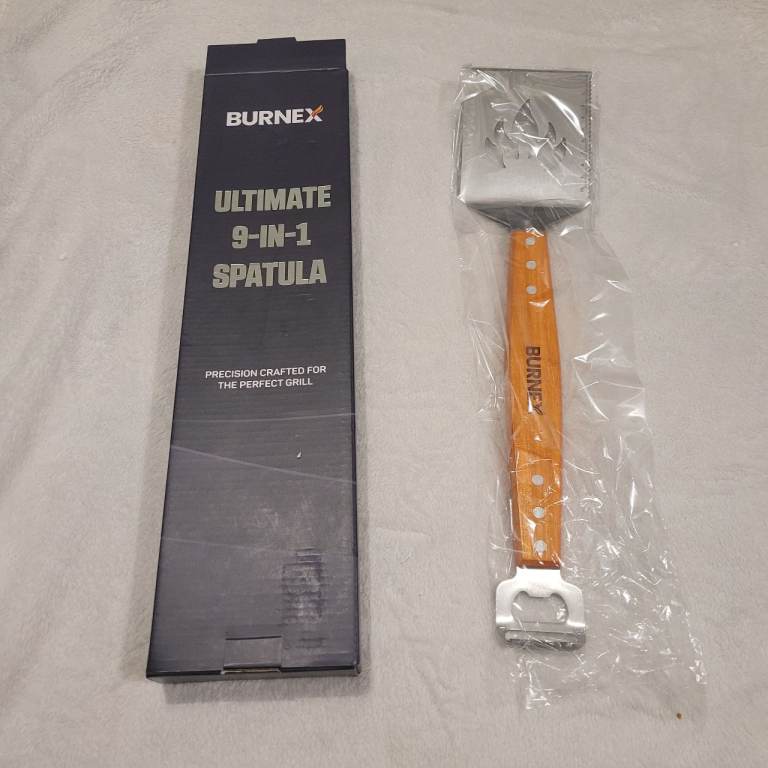 BURNEX
ULTIMATE
9-IN-1
SPATULA
PRECISION CRAFTED FOR
THE PERFECT GRILL
BURNEX